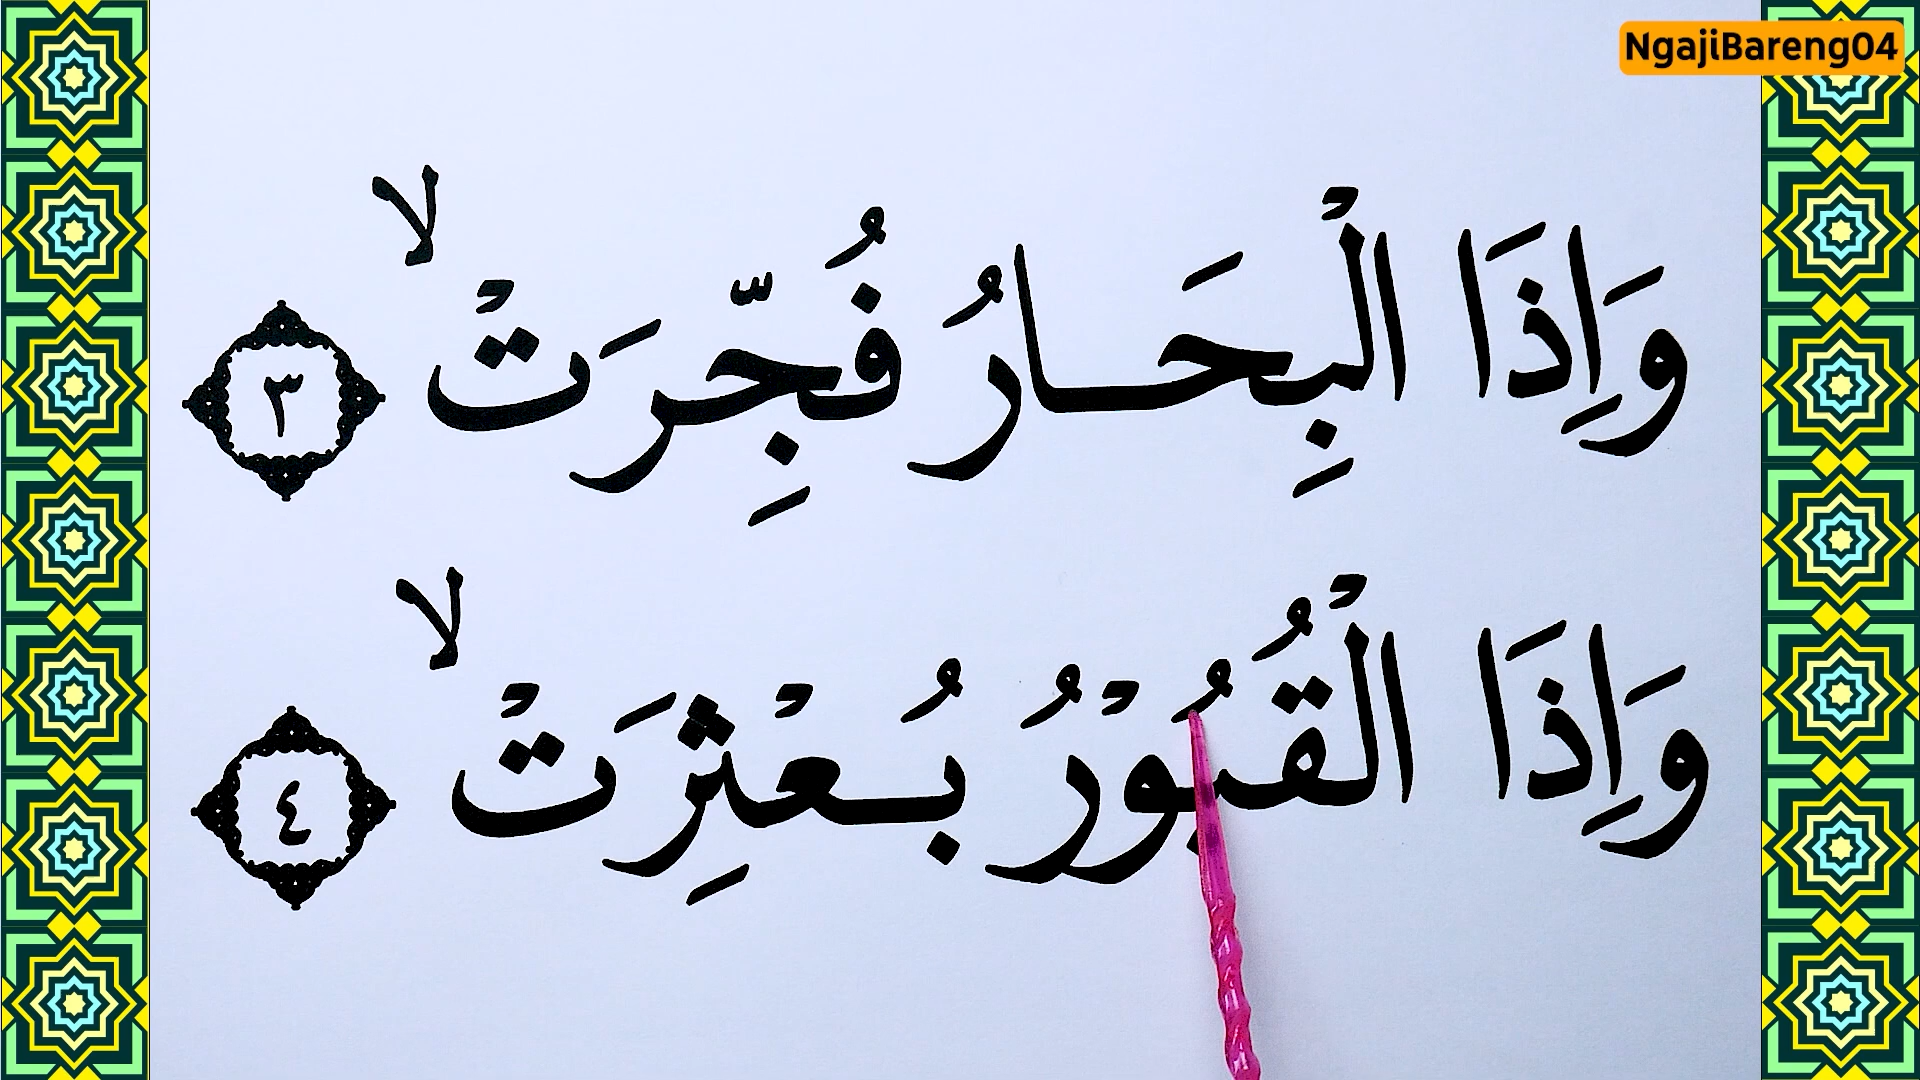 NgajiBareng04
وَاِذَا الْبِحَارُ فُجِّرَتْۙ ٣
وَاِذَا الْقُبُوْرُ بُعْثِرَتْۙ ٤